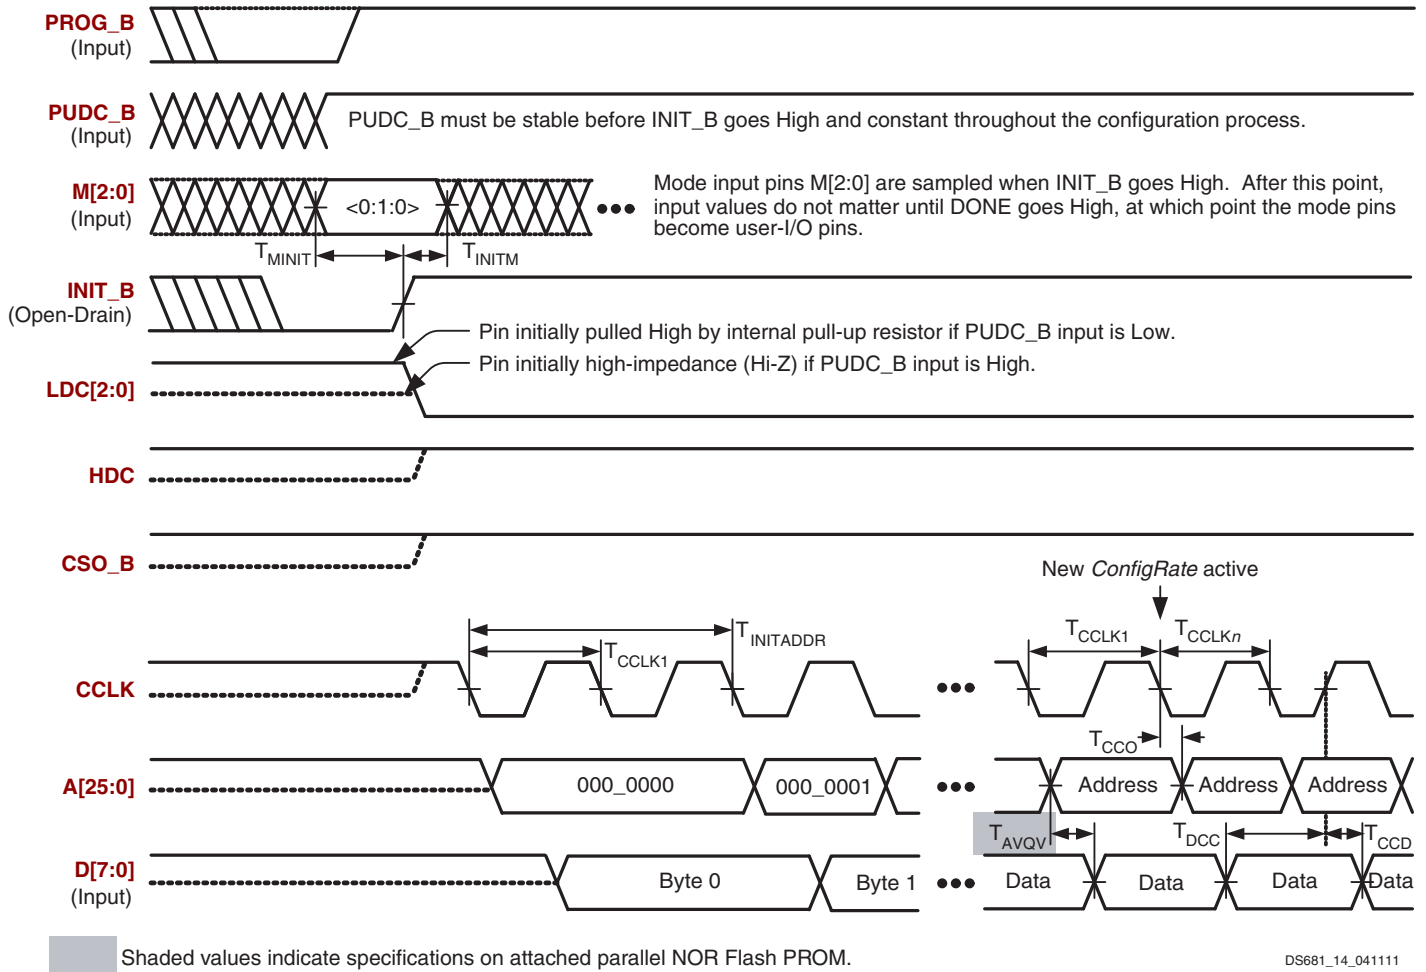 PROG_B
(Input)
PUDC_B
(Input)
PUDC_B must be stable before INIT_B goes High and constant throughout the configuration process.
M[2:0]
(Input)
<0:1:0>
Mode input pins M[2:0] are sampled when INIT_B goes High. After this point,
input values do not matter until DONE goes High, at which point the mode pins
become user-I/O pins.
TMINIT
TINITM
INIT_B
(Open-Drain)
Pin initially pulled High by internal pull-up resistor if PUDC_B input is Low.
Pin initially high-impedance (Hi-Z) if PUDC_B input is High.
LDC[2:0]
HDC
CSO_B
New ConfigRate active
TINITADDR
TCCLK1
TCCLK1
TCCLKn
CCLK
TCCO
A[25:0]
000_0000
000_0001
Address
Address
Address
TAVQV
TDCC
TCCD
D[7:0]
(Input)
Byte 0
Byte 1
Data
Data
Data
Data
Shaded values indicate specifications on attached parallel NOR Flash PROM.
DS681_14_041111